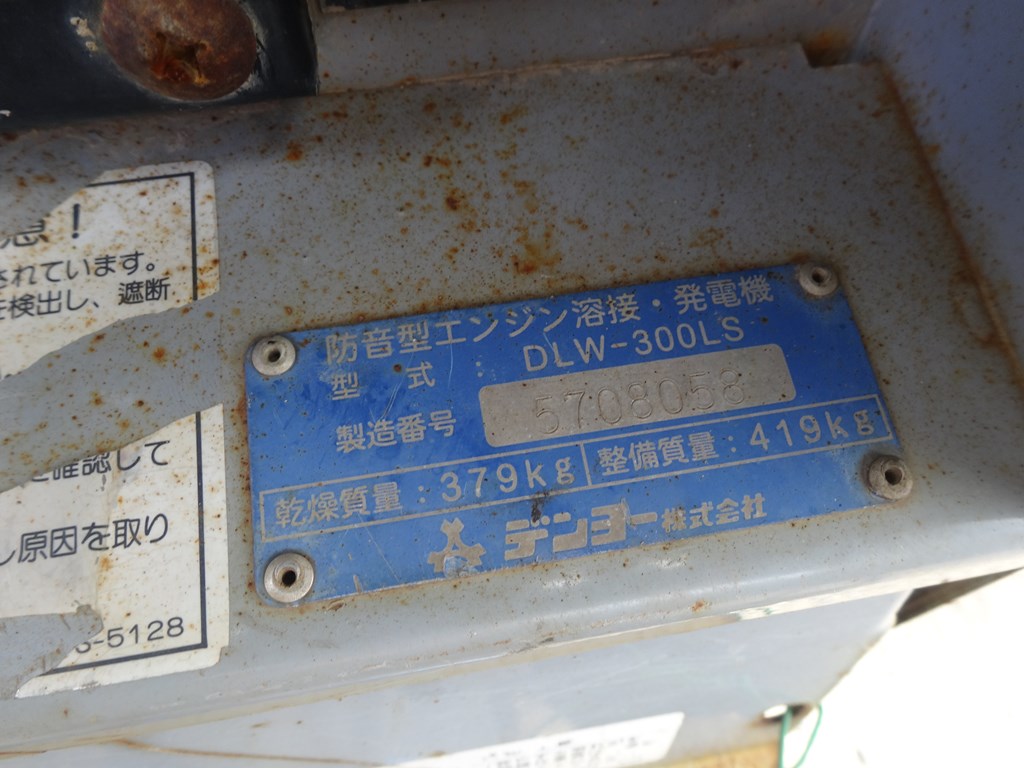 意！
されています。
を検出し、遮断
防音型エンジン溶接・発電機
型 式 : DLW-300LS
製造番号 5708058
乾燥質量 : 379kg 整備質量 : 419kg
デンヨー株式会社
確認して
し原因を取り
-5128